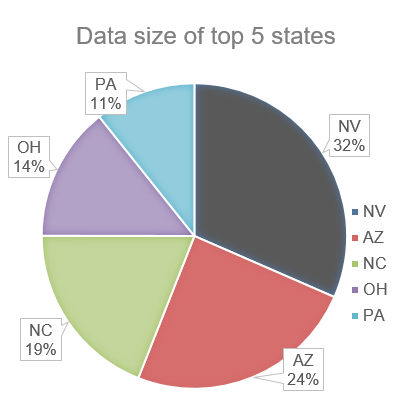 Data size of top 5 states
PA
11%
NV
32%
OH
14%
NV
AZ
NC
OH
PA
NC
19%
AZ
24%